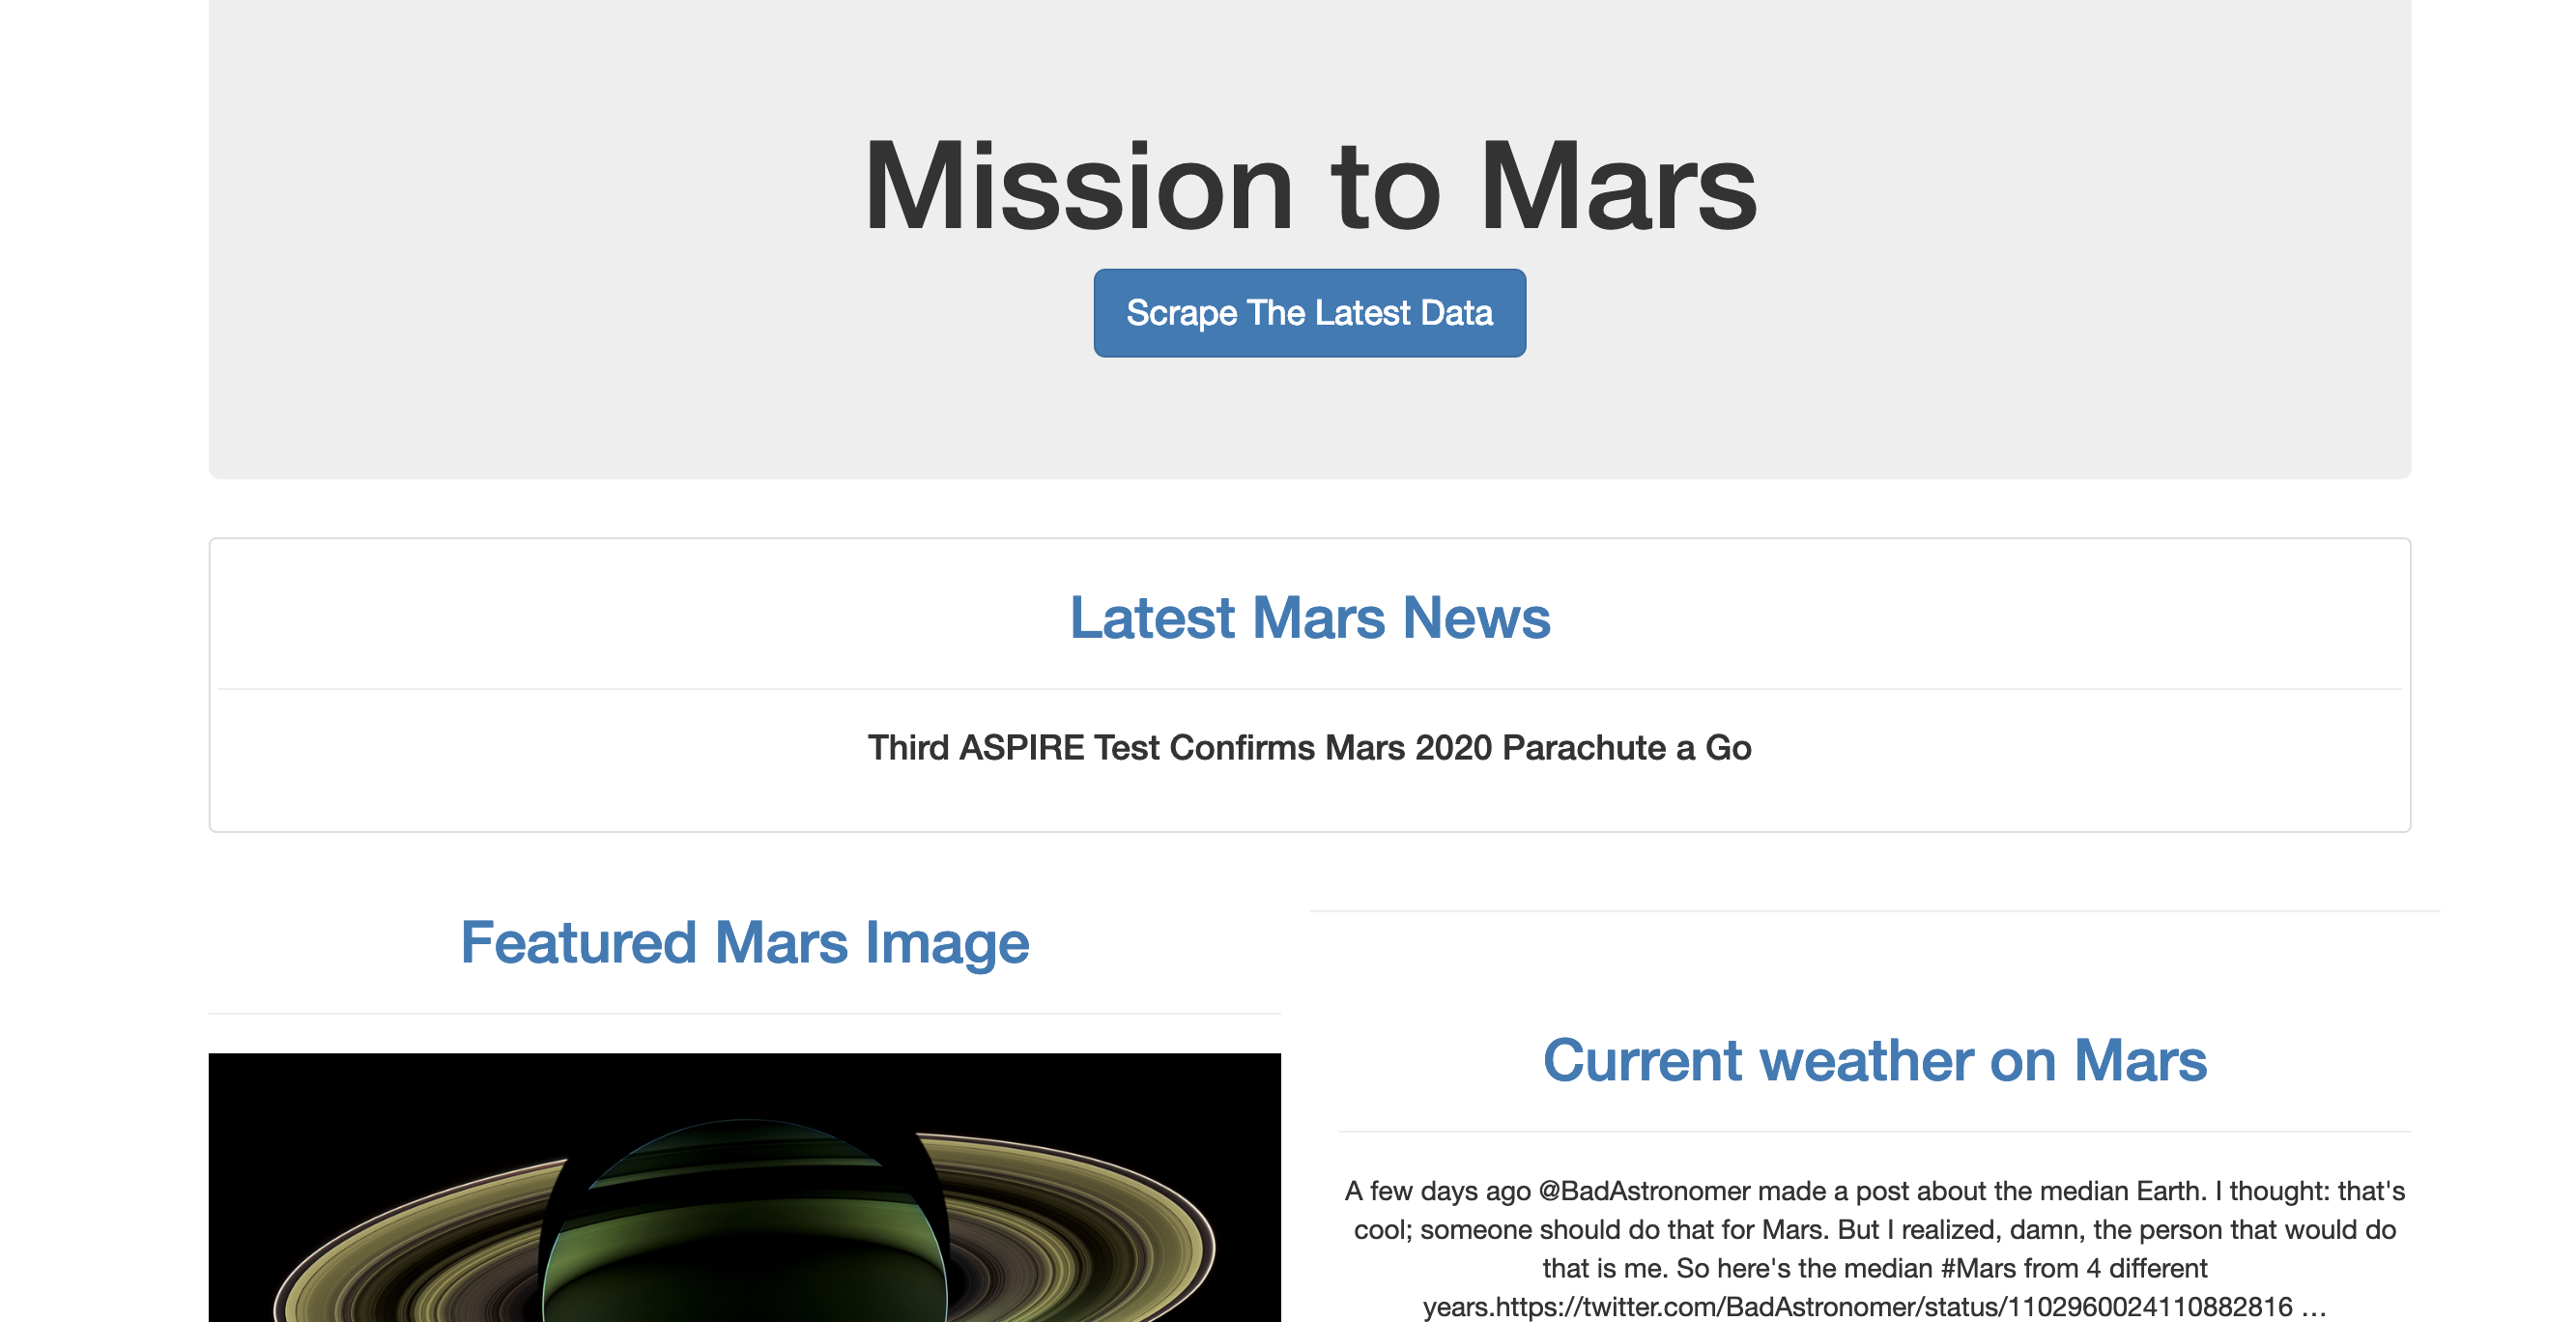 Mission to Mars
Scrape The Latest Data
Latest Mars News
Third ASPIRE Test Confirms Mars 2020 Parachute a Go
Featured Mars Image
Current weather on Mars
A few days ago @BadAstronomer made a post about the median Earth. I thought: that's
cool; someone should do that for Mars. But I realized, damn, the person that would do
that is me. So here's the median #Mars from 4 different
years.https://twitter.com/BadAstronomer/status/1102960024110882816 …